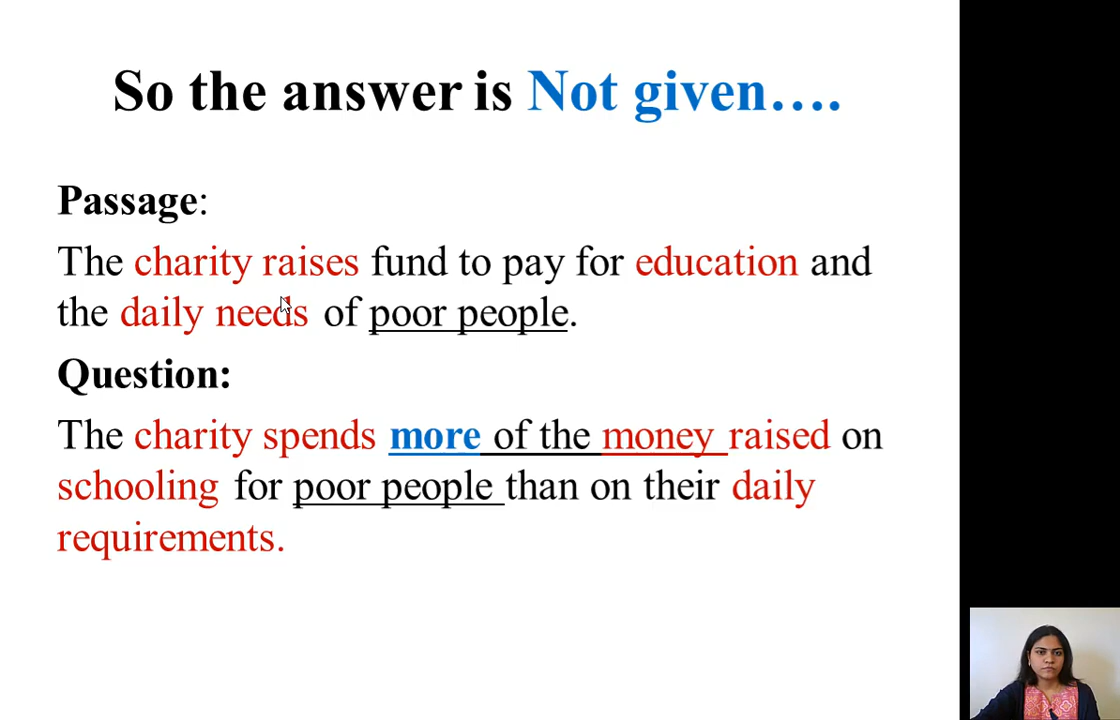 So the answer is Not given....
Passage:
The charity raises fund to pay for education and
the daily needs of poor people.
Question:
The charity spends more of the money raised on
schooling for poor people than on their daily
requirements.